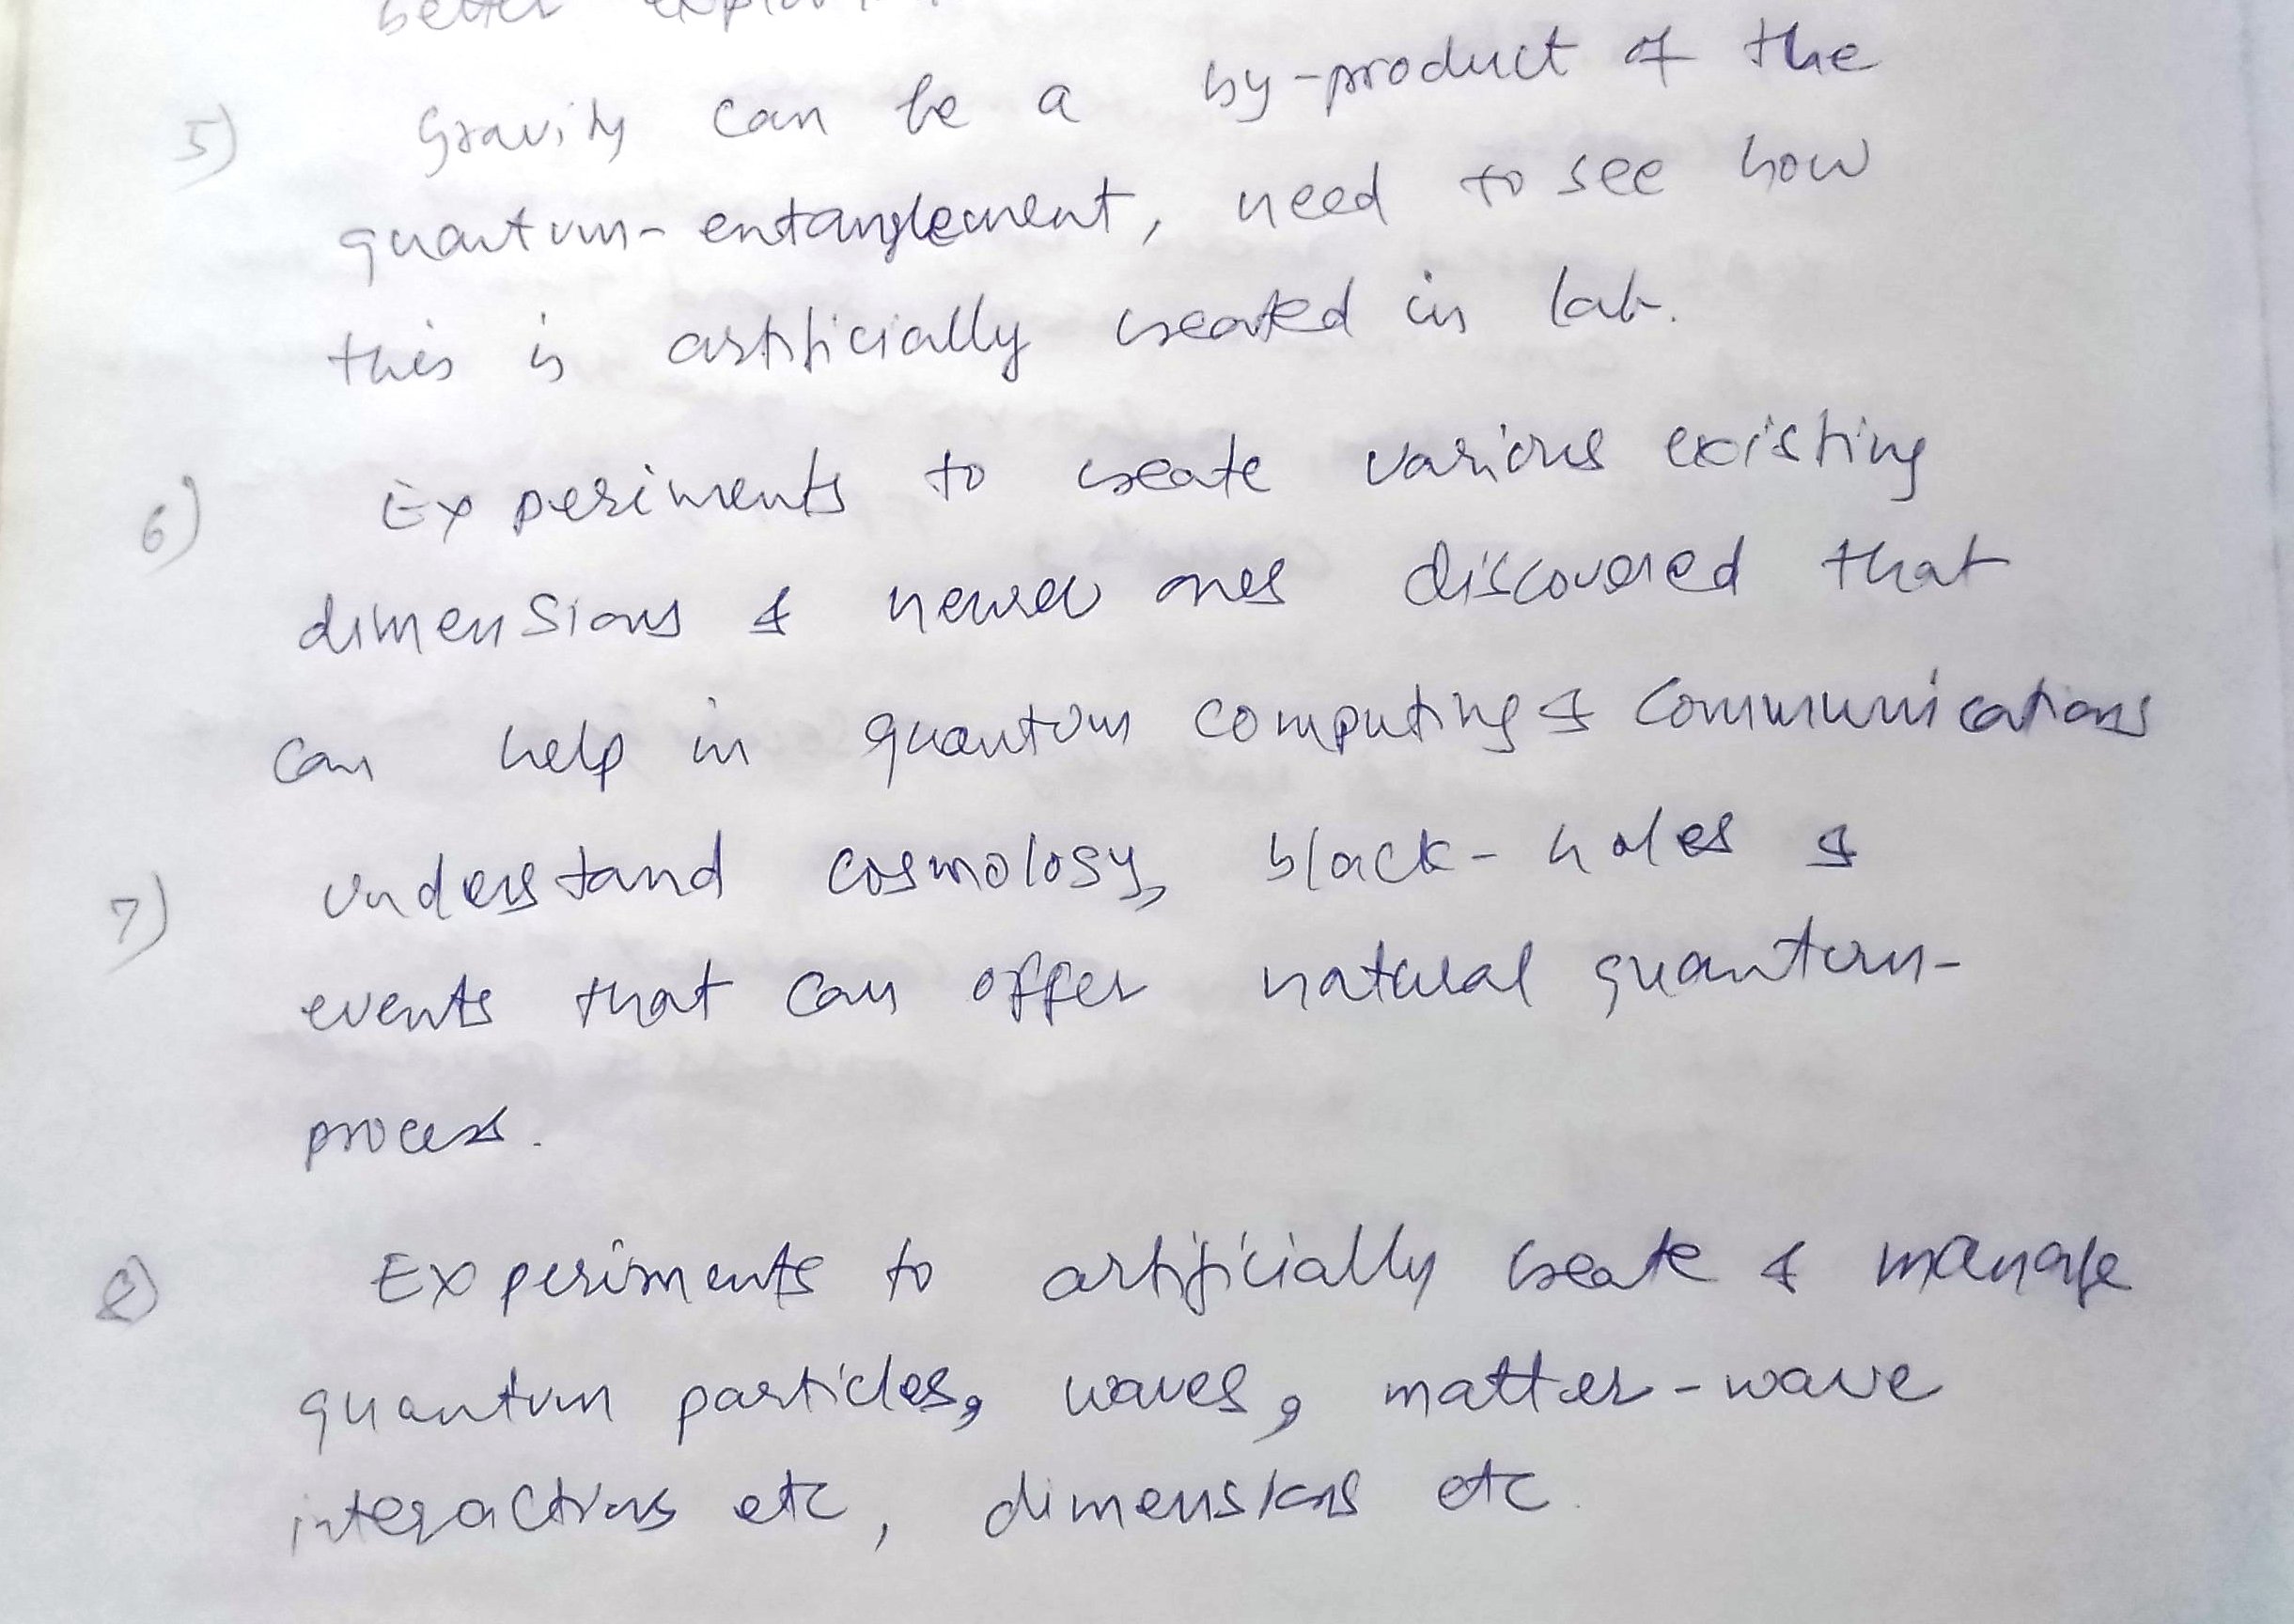 better
5) Gravity can be a by-product of the
quantum-entanglement, need to see how
this is artificially created in lab.
6) Experiments to create various existing
dimensions & newer ones discovered that
can help in quantum computing & communications
7) understand cosmology, black-holes &
events that can offer natural quantum-
process.
8) Experiments to artificially create & manage
quantum particles, waves, matter-wave
interactions etc, dimensions etc.